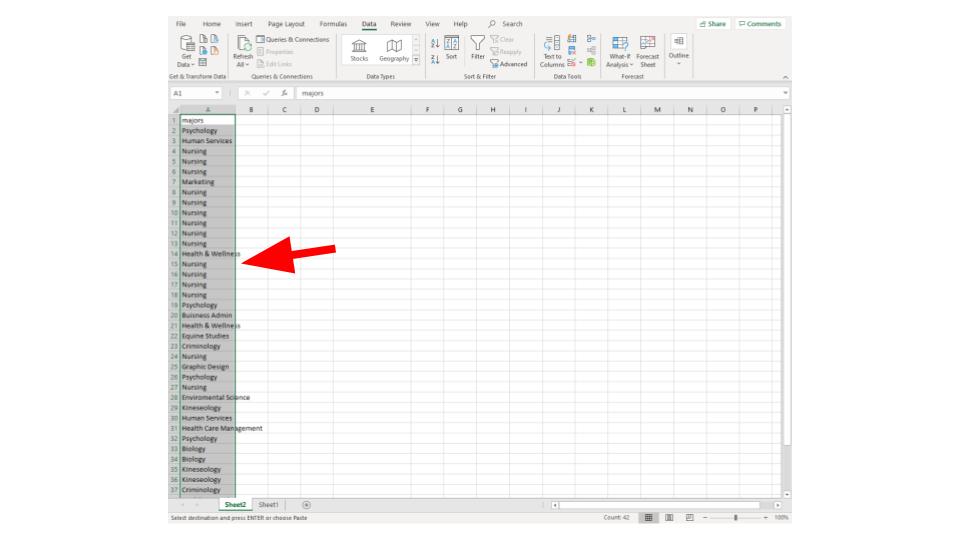 File Home Insert Page Layout Formulas Data Review View Help Search Share Comments
Get Data Refresh All Queries & Connections Properties Edit Links Stocks Geography Sort Filter Clear Reapply Advanced Text to Columns What-If Analysis Forecast Sheet Outline
Get & Transform Data Queries & Connections Data Types Sort & Filter Data Tools Forecast
A1 fx majors
A B C D E F G H I J K L M N O P
1 majors
2 Psychology
3 Human Services
4 Nursing
5 Nursing
6 Nursing
7 Marketing
8 Nursing
9 Nursing
10 Nursing
11 Nursing
12 Nursing
13 Nursing
14 Health & Wellness
15 Nursing
16 Nursing
17 Nursing
18 Nursing
19 Psychology
20 Buisness Admin
21 Health & Wellness
22 Equine Studies
23 Criminology
24 Nursing
25 Graphic Design
26 Psychology
27 Nursing
28 Enviromental Science
29 Kineseology
30 Human Services
31 Health Care Management
32 Psychology
33 Biology
34 Biology
35 Kineseology
36 Kineseology
37 Criminology
Sheet2 Sheet1
Select destination and press ENTER or choose Paste Count: 42 100%